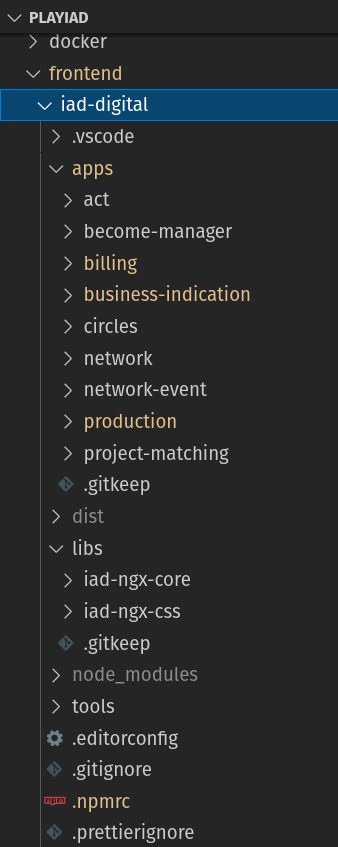 PLAYIAD
docker
frontend
iad-digital
.vscode
apps
act
become-manager
billing
business-indication
circles
network
network-event
production
project-matching
.gitkeep
dist
libs
iad-ngx-core
iad-ngx-css
.gitkeep
node_modules
tools
.editorconfig
.gitignore
.npmrc
.prettierignore